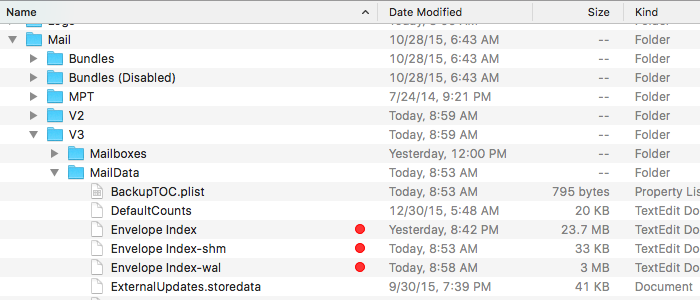 Name Date Modified Size Kind
Mail 10/28/15, 6:43 AM -- Folder
Bundles 10/28/15, 6:43 AM -- Folder
Bundles (Disabled) 10/28/15, 6:43 AM -- Folder
MPT 7/24/14, 9:21 PM -- Folder
V2 Today, 8:59 AM -- Folder
V3 Today, 8:59 AM -- Folder
Mailboxes Yesterday, 12:00 PM -- Folder
MailData Today, 8:53 AM -- Folder
BackupTOC.plist Today, 8:53 AM 795 bytes Property Lis
DefaultCounts 12/30/15, 5:48 AM 20 KB TextEdit Do
Envelope Index Yesterday, 8:42 PM 23.7 MB TextEdit Do
Envelope Index-shm Today, 8:53 AM 33 KB TextEdit Do
Envelope Index-wal Today, 8:58 AM 3 MB TextEdit Do
ExternalUpdates.storedata 9/30/15, 7:39 PM 41 KB Document